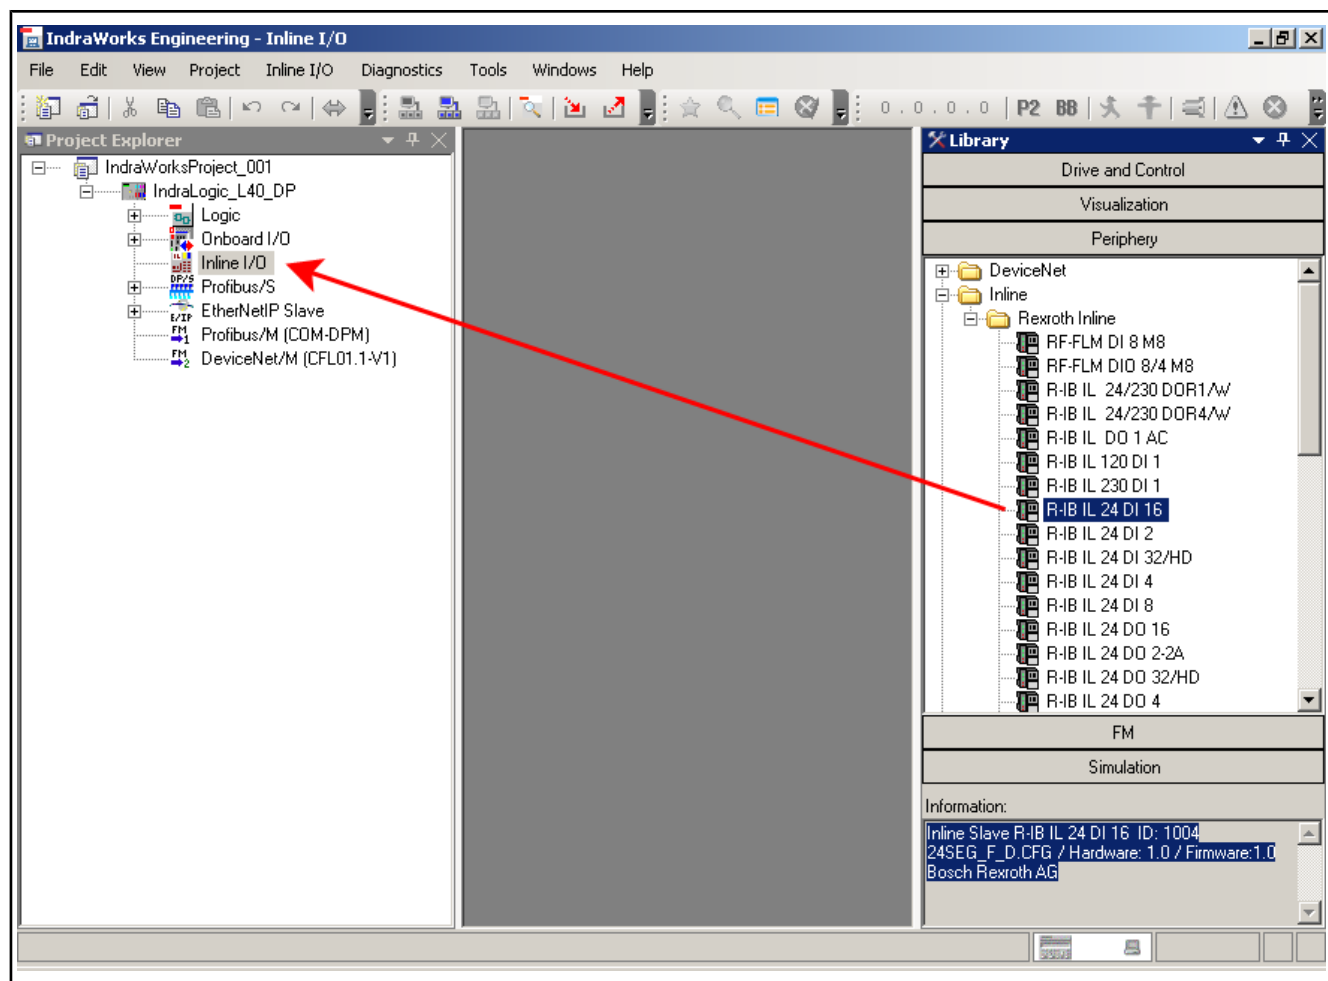 IndraWorks Engineering - Inline I/O
File Edit View Project Inline I/O Diagnostics Tools Windows Help
0 . 0 . 0 . 0 P2 BB
Project Explorer
IndraWorksProject_001
IndraLogic_L40_DP
Logic
Onboard I/O
Inline I/O
DP/S Profibus/S
E/IP EtherNetIP Slave
FM 1 Profibus/M (COM-DPM)
FM 2 DeviceNet/M (CFL01.1-V1)
Library
Drive and Control
Visualization
Periphery
DeviceNet
Inline
Rexroth Inline
RF-FLM DI 8 M8
RF-FLM DIO 8/4 M8
R-IB IL  24/230 DOR1/W
R-IB IL  24/230 DOR4/W
R-IB IL  DO 1 AC
R-IB IL 120 DI 1
R-IB IL 230 DI 1
R-IB IL 24 DI 16
R-IB IL 24 DI 2
R-IB IL 24 DI 32/HD
R-IB IL 24 DI 4
R-IB IL 24 DI 8
R-IB IL 24 DO 16
R-IB IL 24 DO 2-2A
R-IB IL 24 DO 32/HD
R-IB IL 24 DO 4
FM
Simulation
Information:
Inline Slave R-IB IL 24 DI 16  ID: 1004
24SEG_F_D.CFG / Hardware: 1.0 / Firmware:1.0
Bosch Rexroth AG